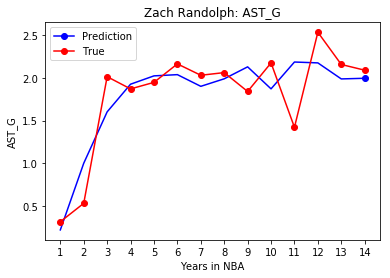 Zach Randolph: AST_G
Prediction
True
AST_G
2.5
2.0
1.5
1.0
0.5
1 2 3 4 5 6 7 8 9 10 11 12 13 14
Years in NBA